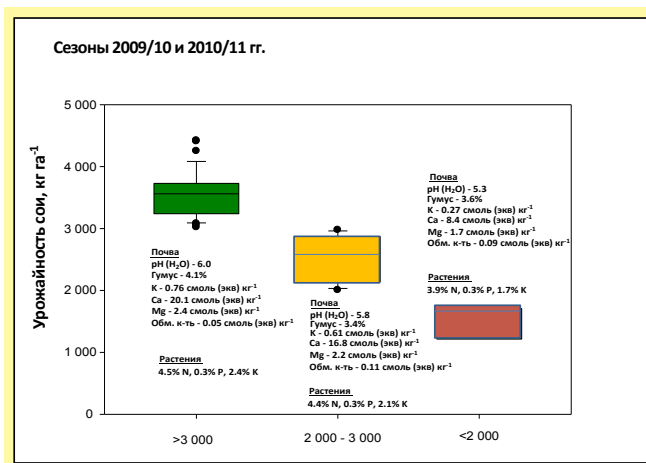 Сезоны 2009/10 и 2010/11 гг.
Урожайность сои, кг га⁻¹
5 000
4 000
3 000
2 000
1 000
0
Почва
pH (H₂O) - 6.0
Гумус - 4.1%
K - 0.76 смоль (экв) кг⁻¹
Ca - 20.1 смоль (экв) кг⁻¹
Mg - 2.4 смоль (экв) кг⁻¹
Обм. к-ть - 0.05 смоль (экв) кг⁻¹
Растения
4.5% N, 0.3% P, 2.4% K
Почва
pH (H₂O) - 5.8
Гумус - 3.4%
K - 0.61 смоль (экв) кг⁻¹
Ca - 16.8 смоль (экв) кг⁻¹
Mg - 2.2 смоль (экв) кг⁻¹
Обм. к-ть - 0.11 смоль (экв) кг⁻¹
Растения
4.4% N, 0.3% P, 2.1% K
Почва
pH (H₂O) - 5.3
Гумус - 3.6%
K - 0.27 смоль (экв) кг⁻¹
Ca - 8.4 смоль (экв) кг⁻¹
Mg - 1.7 смоль (экв) кг⁻¹
Обм. к-ть - 0.09 смоль (экв) кг⁻¹
Растения
3.9% N, 0.3% P, 1.7% K
>3 000
2 000 - 3 000
<2 000